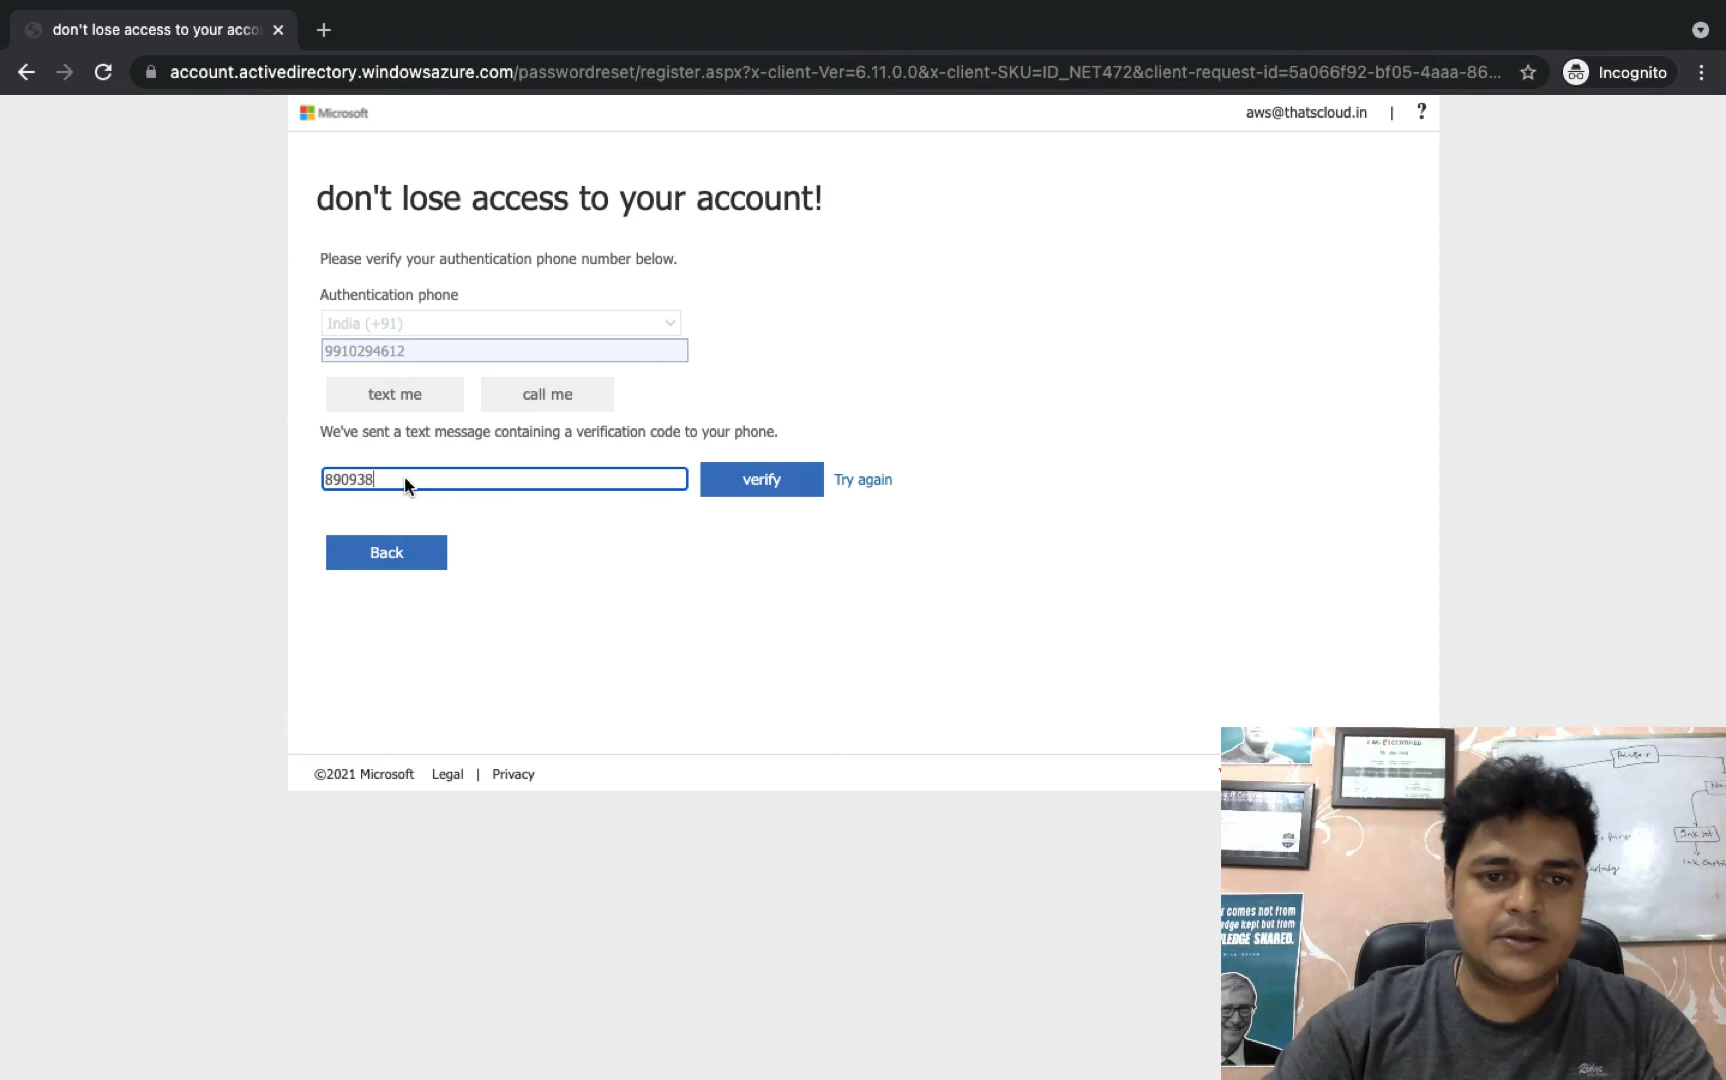 don't lose access to your acco
account.activedirectory.windowsazure.com/passwordreset/register.aspx?x-client-Ver=6.11.0.0&x-client-SKU=ID_NET472&client-request-id=5a066f92-bf05-4aaa-86...
Incognito
Microsoft
aws@thatscloud.in | ?
don't lose access to your account!
Please verify your authentication phone number below.
Authentication phone
India (+91)
9910294612
text me call me
We've sent a text message containing a verification code to your phone.
890938 verify Try again
Back
©2021 Microsoft Legal | Privacy
CERTIFIED
comes not from
kept but from
SHARED.